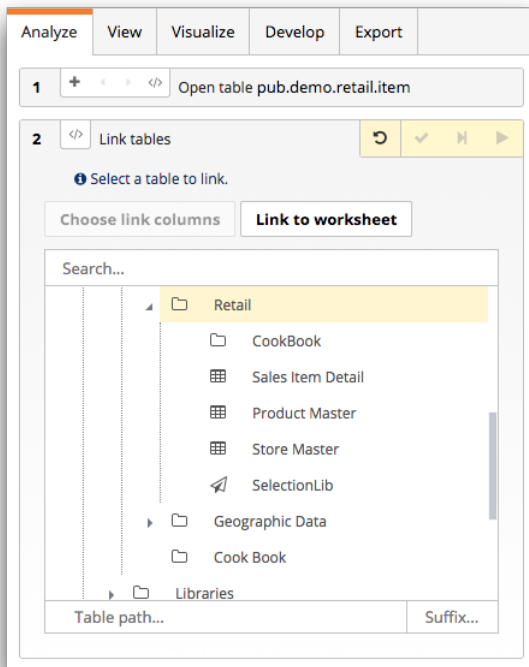 Analyze View Visualize Develop Export
1 </> Open table pub.demo.retail.item
2 </> Link tables
Select a table to link.
Choose link columns Link to worksheet
Search...
Retail
CookBook
Sales Item Detail
Product Master
Store Master
SelectionLib
Geographic Data
Cook Book
Libraries
Table path... Suffix...